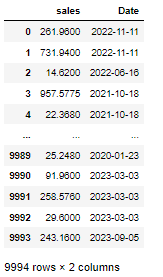 sales Date
0 261.9600 2022-11-11
1 731.9400 2022-11-11
2 14.6200 2022-06-16
3 957.5775 2021-10-18
4 22.3680 2021-10-18
... ... ...
9989 25.2480 2020-01-23
9990 91.9600 2023-03-03
9991 258.5760 2023-03-03
9992 29.6000 2023-03-03
9993 243.1600 2023-09-05
9994 rows × 2 columns